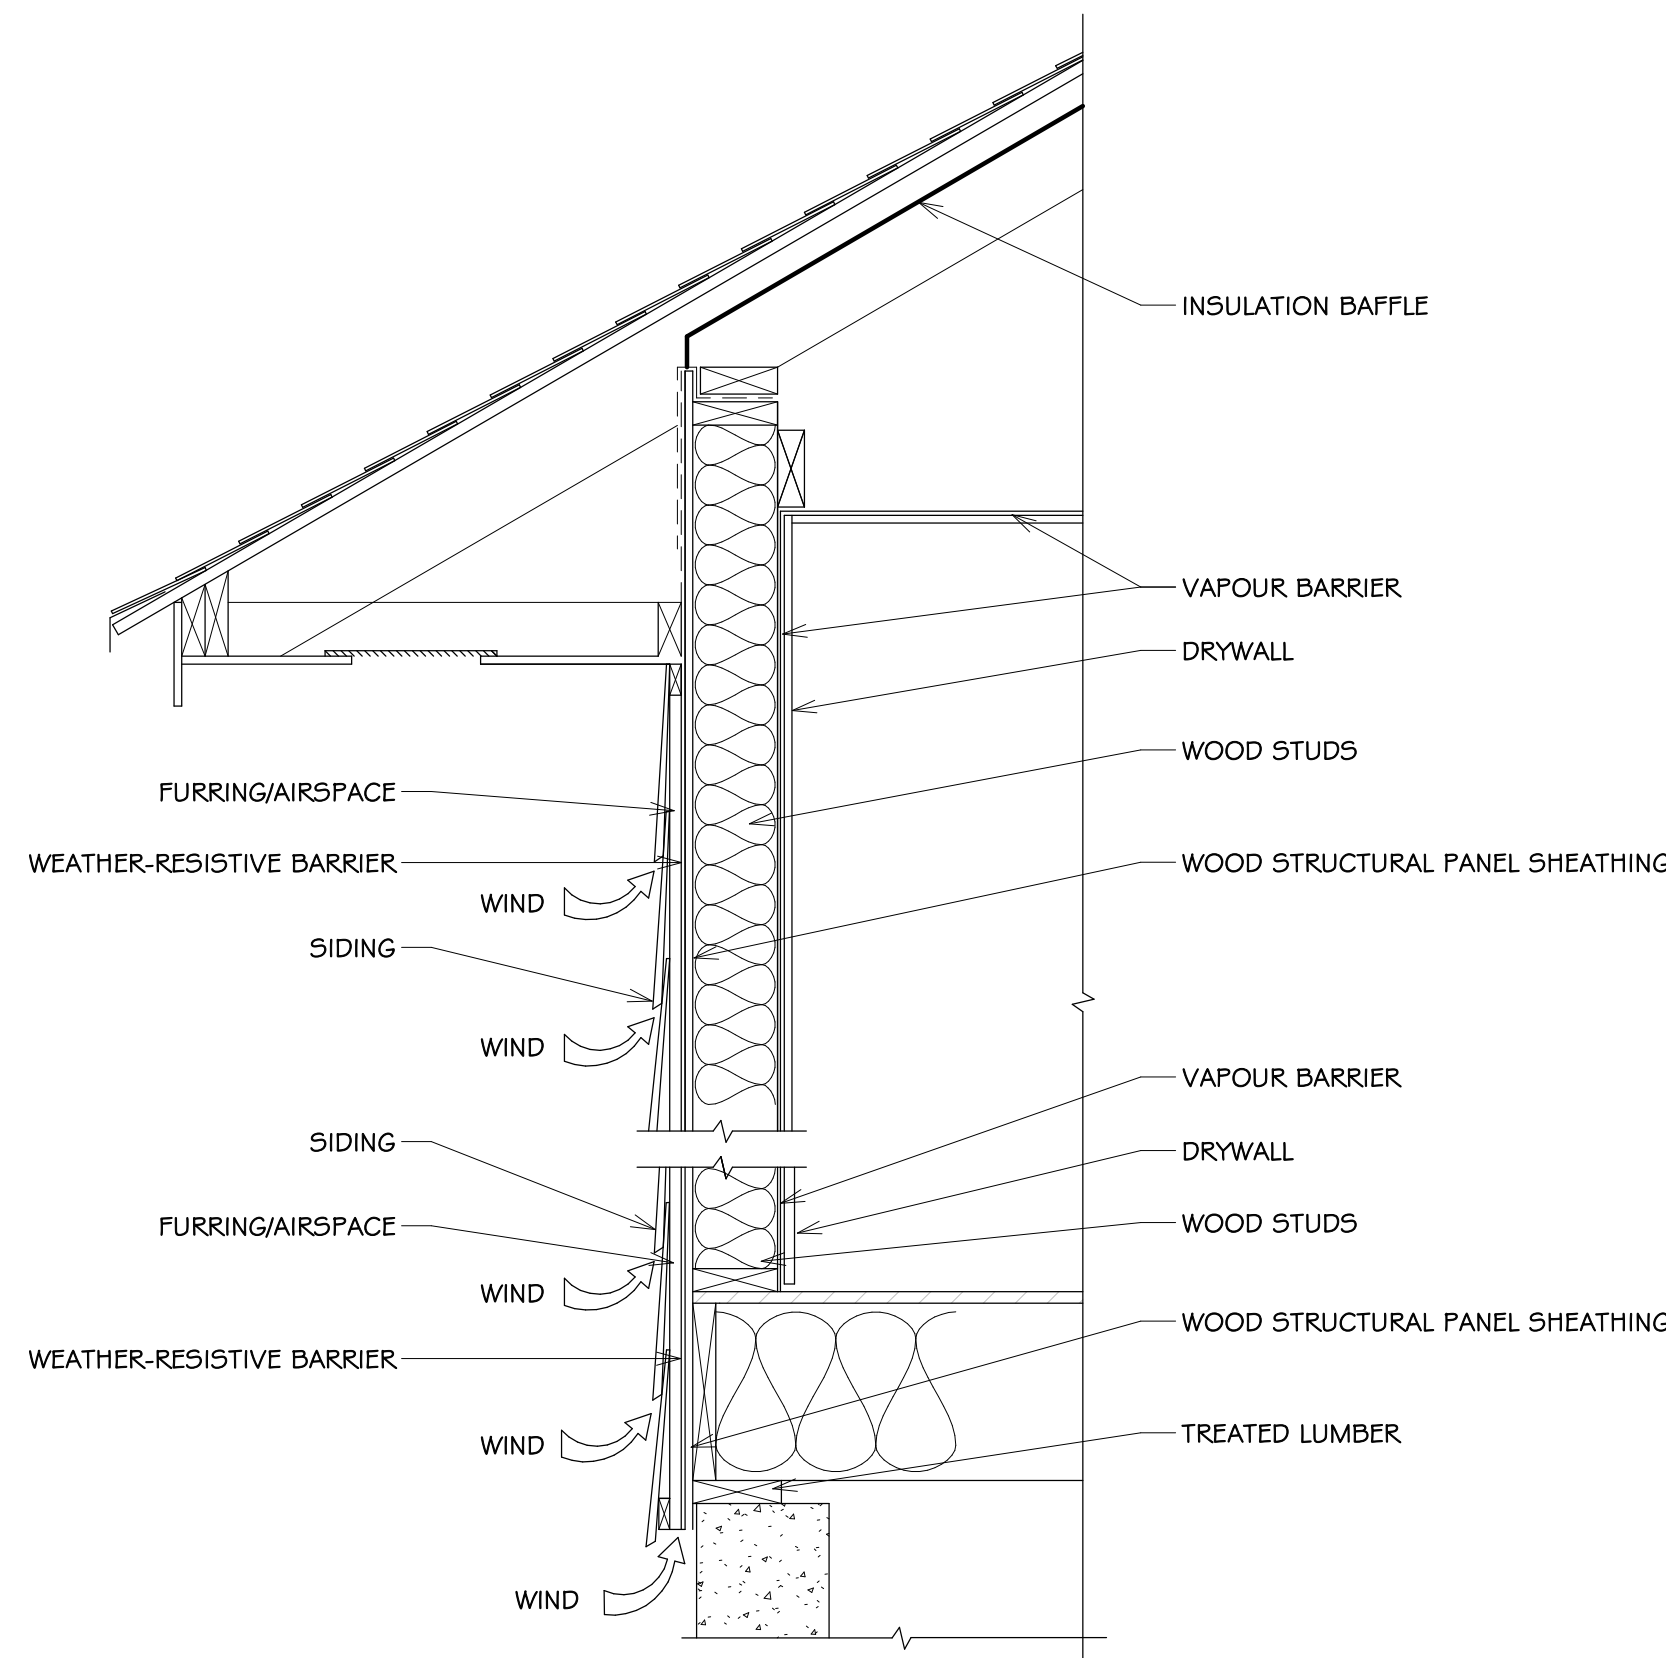 INSULATION BAFFLE
VAPOUR BARRIER
DRYWALL
WOOD STUDS
FURRING/AIRSPACE
WEATHER-RESISTIVE BARRIER
WOOD STRUCTURAL PANEL SHEATHING
WIND
SIDING
WIND
VAPOUR BARRIER
SIDING
DRYWALL
WOOD STUDS
FURRING/AIRSPACE
WIND
WOOD STRUCTURAL PANEL SHEATHING
WEATHER-RESISTIVE BARRIER
TREATED LUMBER
WIND
WIND